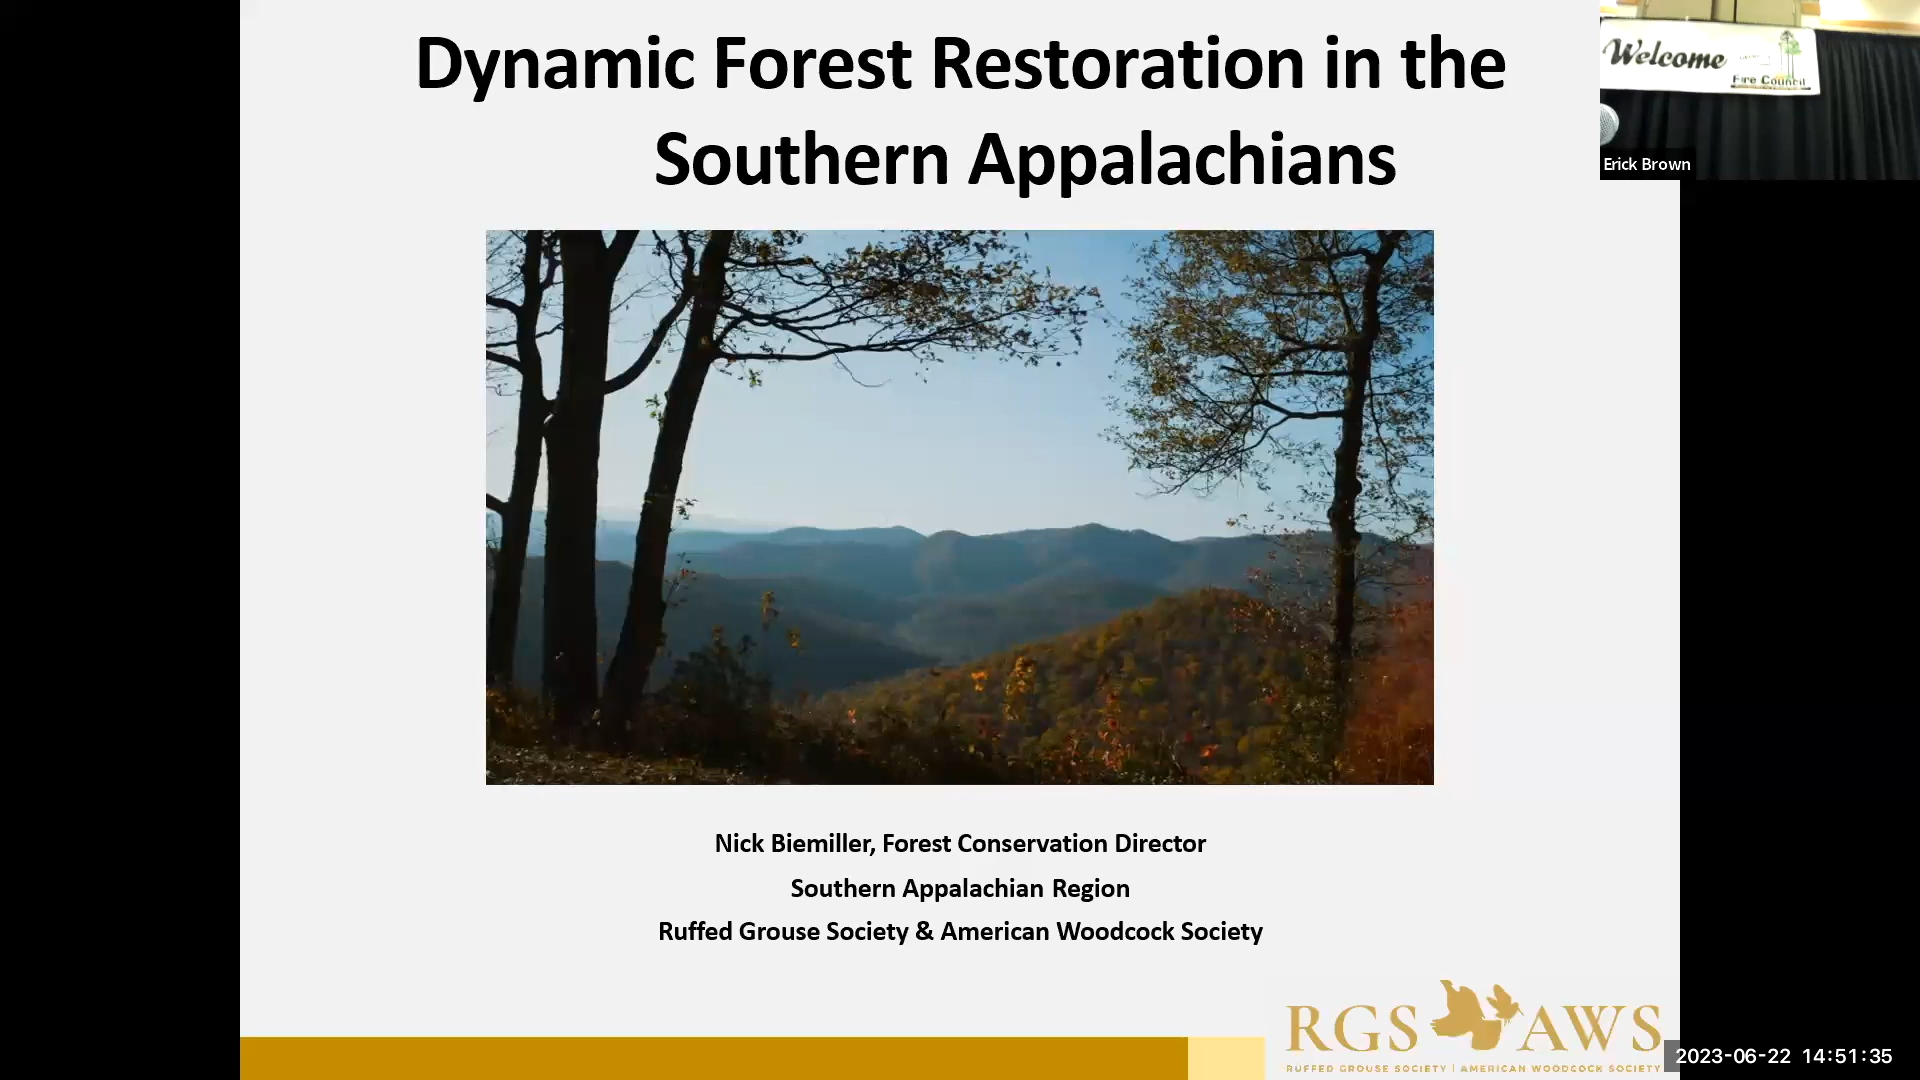 Dynamic Forest Restoration in the
Southern Appalachians
Welcome
Fire Council
Erick Brown
Nick Biemiller, Forest Conservation Director
Southern Appalachian Region
Ruffed Grouse Society & American Woodcock Society
RGS AWS
RUFFED GROUSE SOCIETY | AMERICAN WOODCOCK SOCIETY
2023-06-22 14:51:35